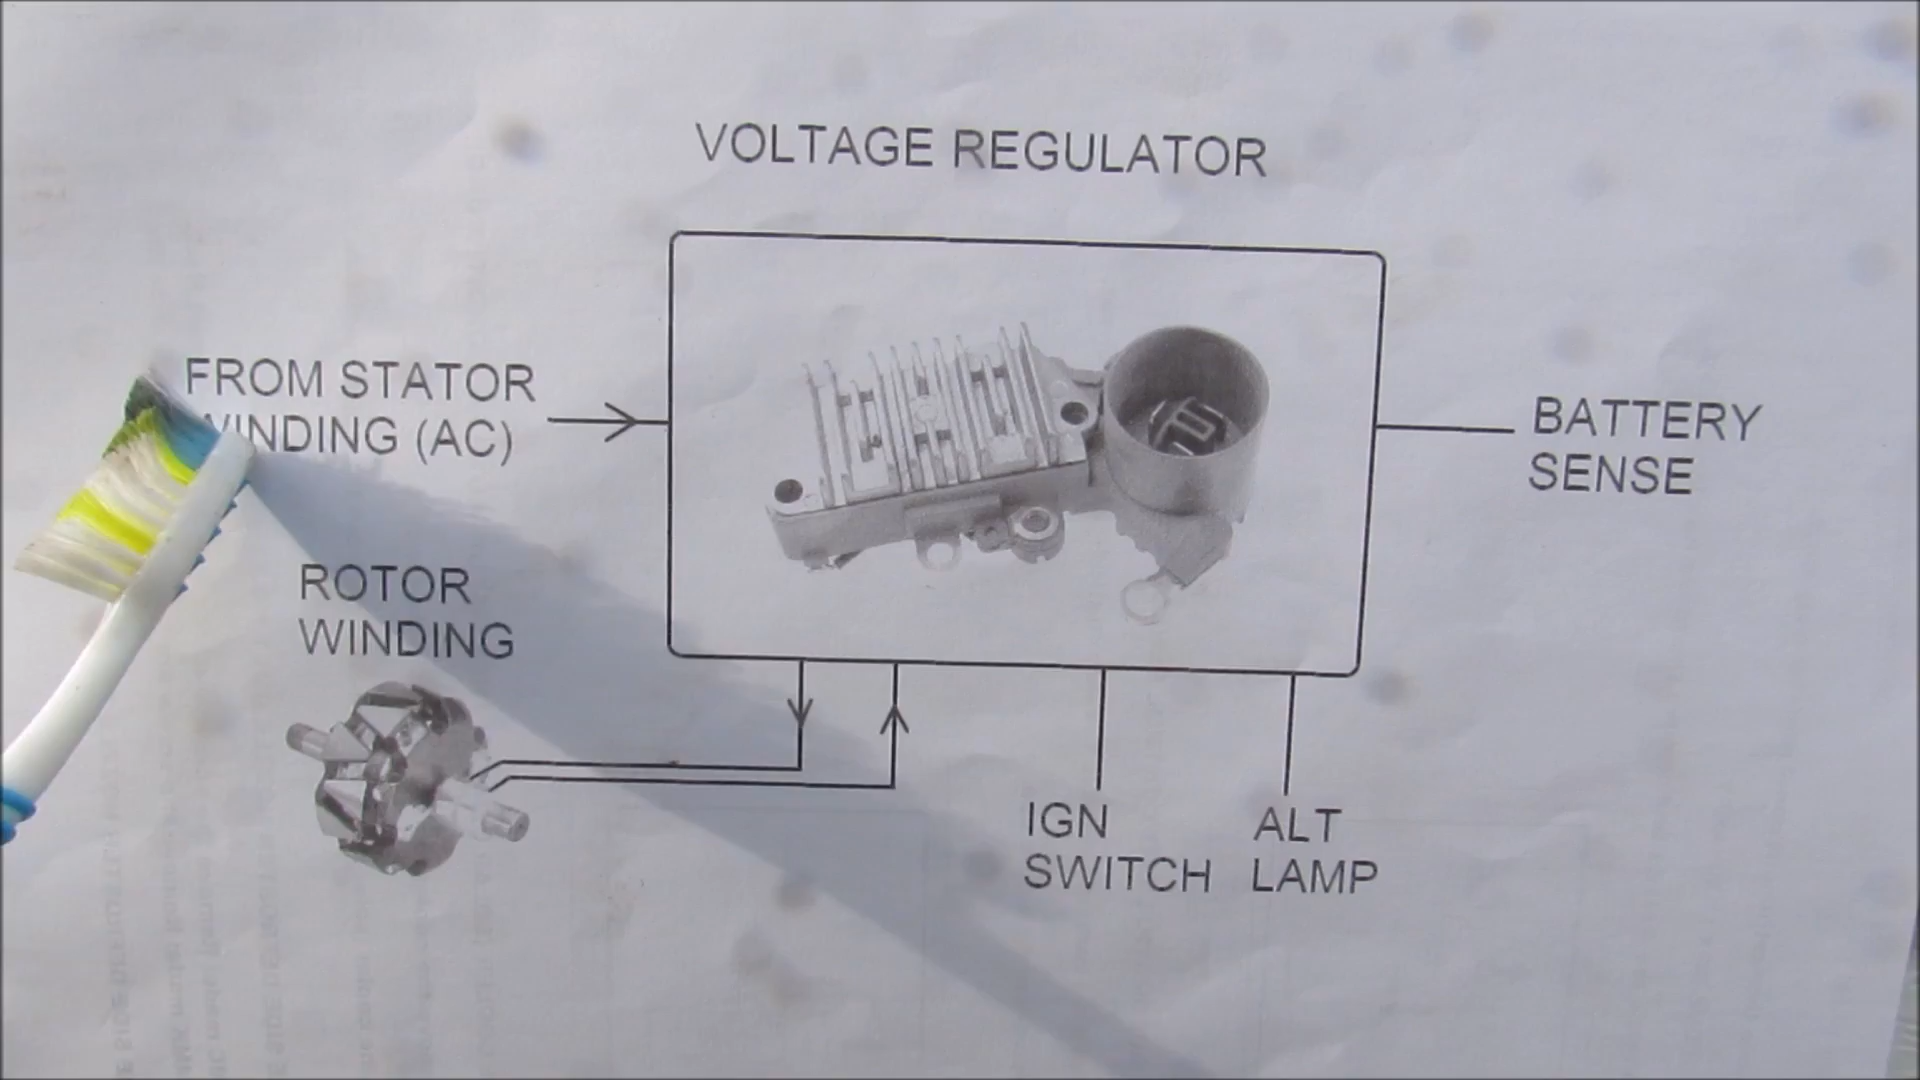 VOLTAGE REGULATOR
FROM STATOR
WINDING (AC)
BATTERY
SENSE
ROTOR
WINDING
IGN
SWITCH
ALT
LAMP